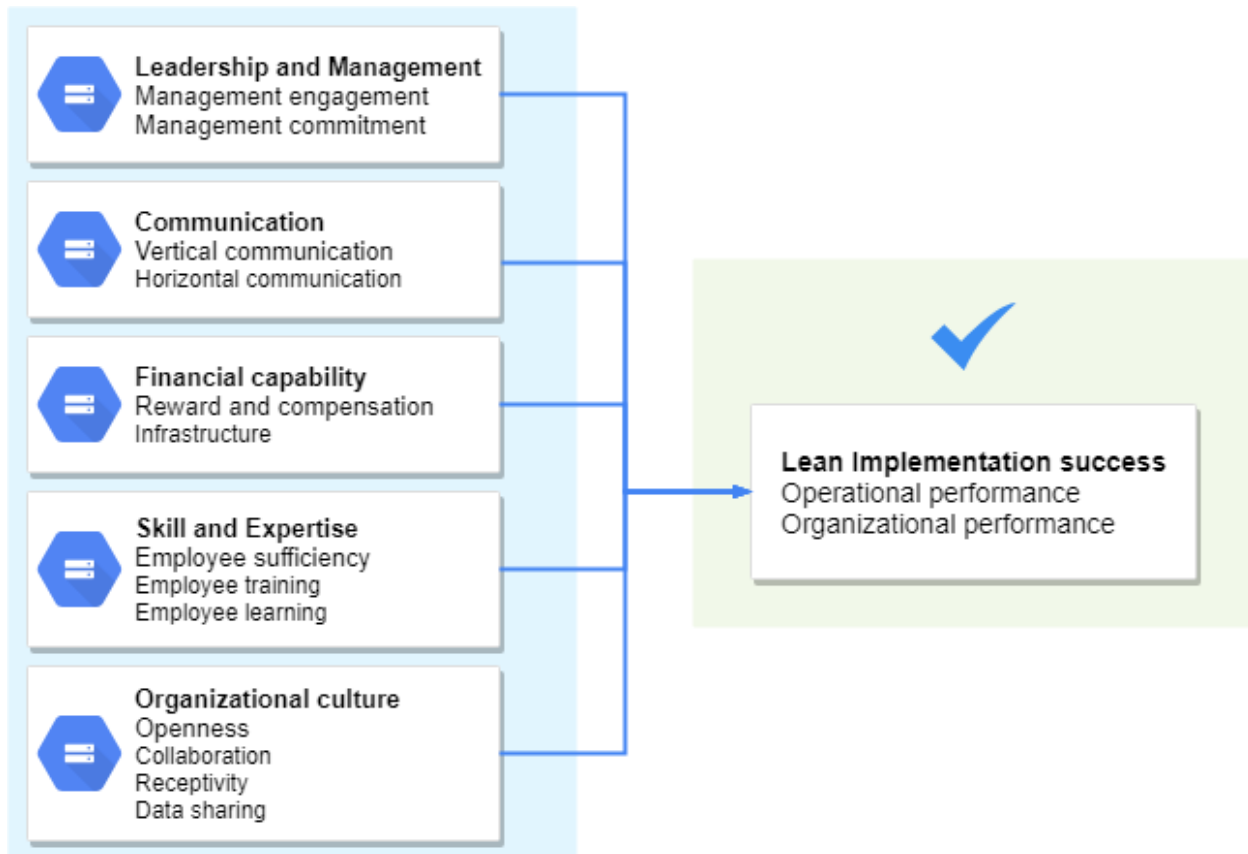 Leadership and Management
Management engagement
Management commitment
Communication
Vertical communication
Horizontal communication
Financial capability
Reward and compensation
Infrastructure
Skill and Expertise
Employee sufficiency
Employee training
Employee learning
Organizational culture
Openness
Collaboration
Receptivity
Data sharing
Lean Implementation success
Operational performance
Organizational performance